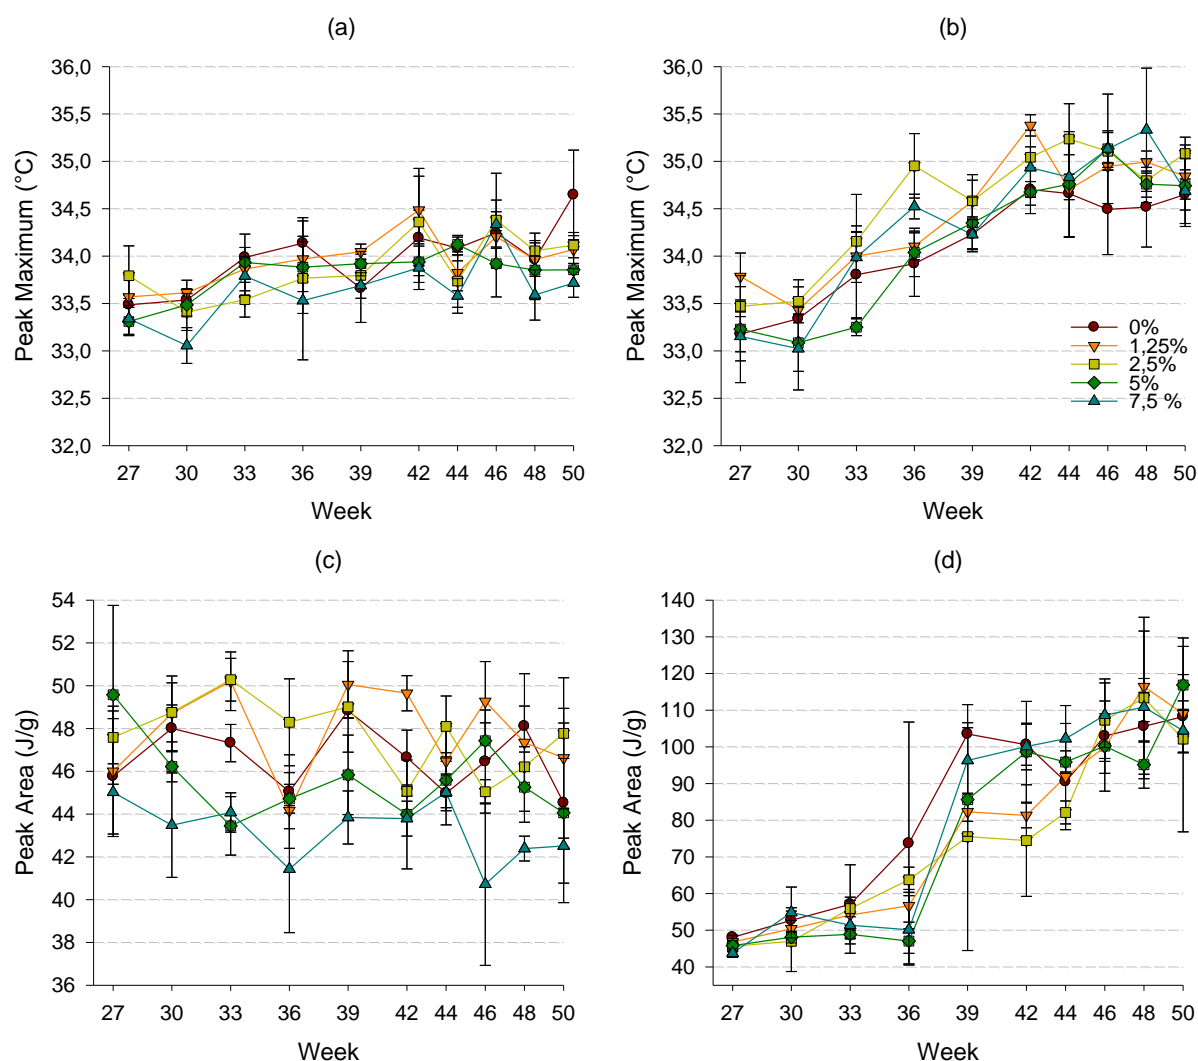 (a)
Peak Maximum (°C)
36,0
35,5
35,0
34,5
34,0
33,5
33,0
32,5
32,0
27 30 33 36 39 42 44 46 48 50
Week
(b)
Peak Maximum (°C)
36,0
35,5
35,0
34,5
34,0
33,5
33,0
32,5
32,0
0%
1,25%
2,5%
5%
7,5 %
27 30 33 36 39 42 44 46 48 50
Week
(c)
Peak Area (J/g)
54
52
50
48
46
44
42
40
38
36
27 30 33 36 39 42 44 46 48 50
Week
(d)
Peak Area (J/g)
140
130
120
110
100
90
80
70
60
50
40
27 30 33 36 39 42 44 46 48 50
Week